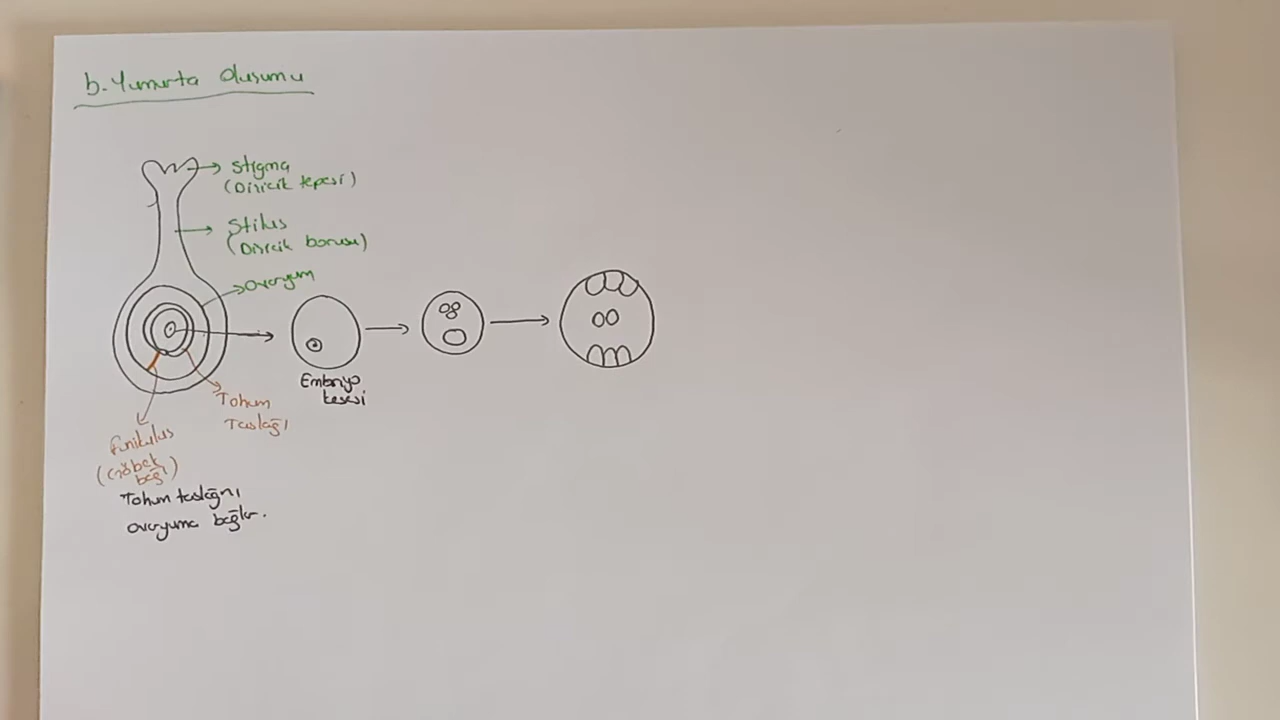 b. Yumurta Oluşumu
Stigma
(Dişicik tepesi)
Stilus
(Dişicik borusu)
Ovaryum
Embriyo
kesesi
Tohum
Taslağı
Funikulus
(Göbek
bağı)
Tohum taslağını
ovaryuma bağlar.